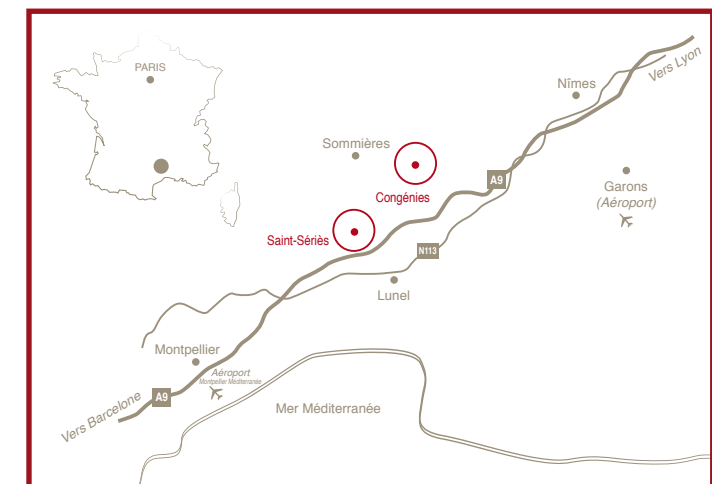 PARIS
Vers Lyon
Nîmes
Sommières
A9
Congénies
Garons
(Aéroport)
Saint-Sériès
N113
Lunel
Montpellier
Aéroport
Montpellier Méditerranée
A9
Mer Méditerranée
Vers Barcelone